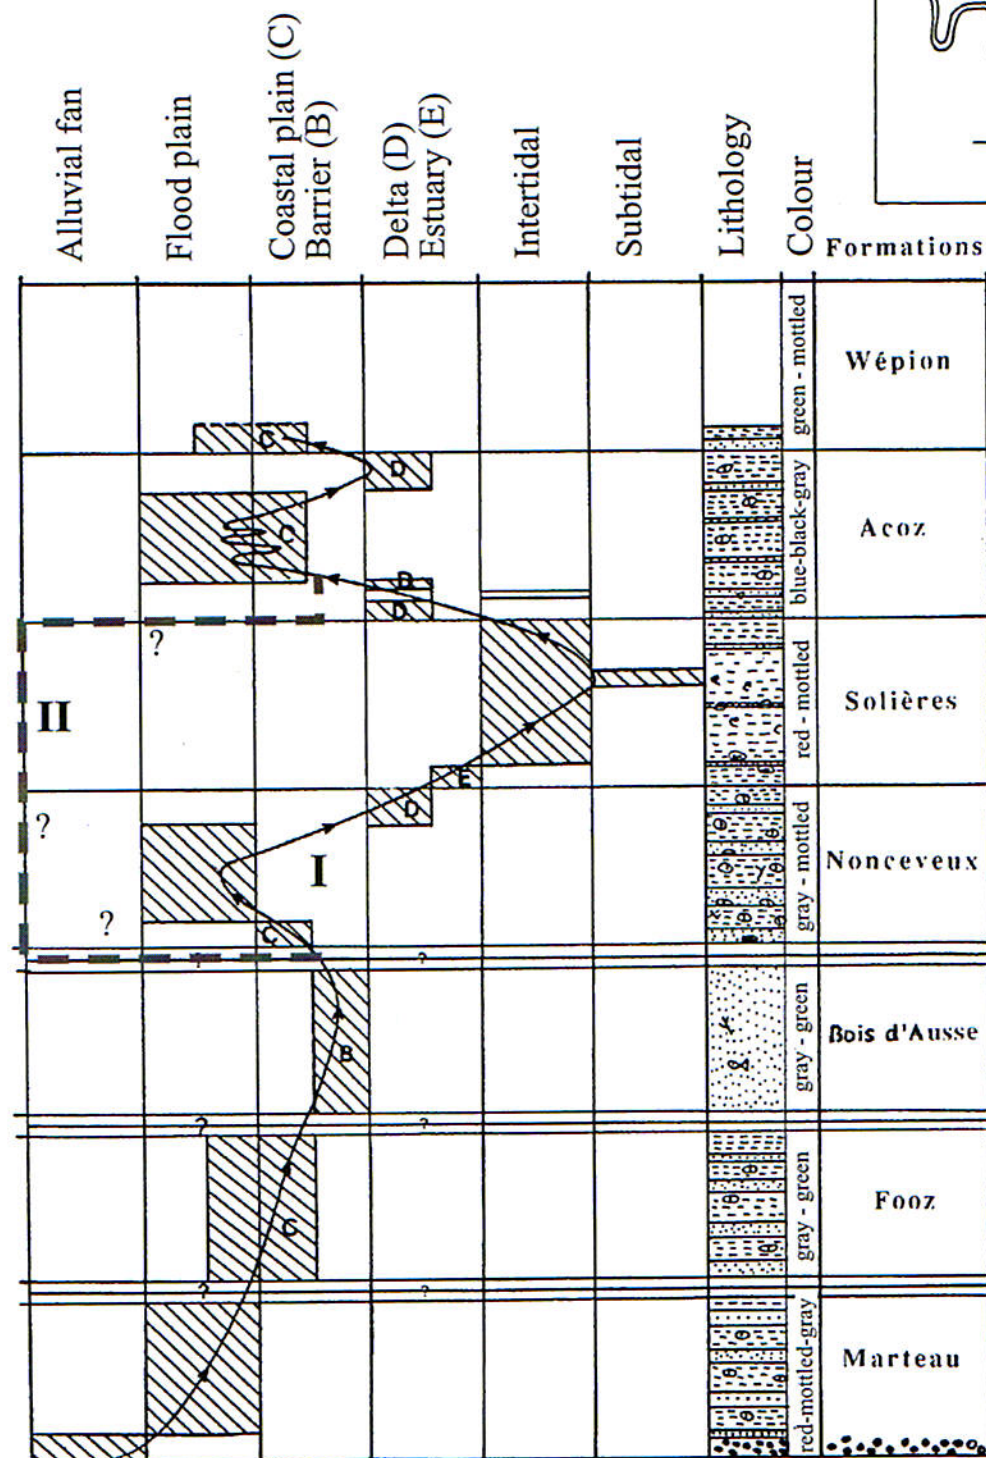 Alluvial fan
Flood plain
Coastal plain (C)
Barrier (B)
Delta (D)
Estuary (E)
Intertidal
Subtidal
Lithology
Colour
Formations
green - mottled
Wépion
C
D
blue-black-gray
Acoz
C
D
D
?
II
red - mottled
Solières
E
D
?
I
gray - mottled
Nonceveux
?
C
?
?
gray - green
Bois d'Ausse
B
?
?
gray - green
Fooz
C
?
?
red-mottled-gray
Marteau